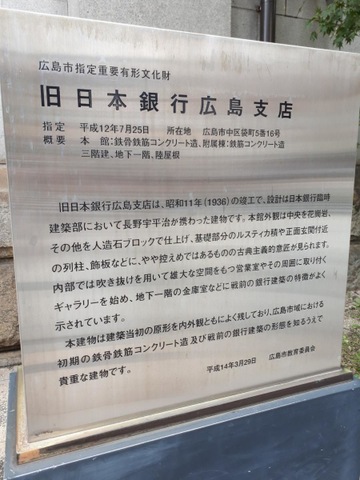 広島市指定重要有形文化財
旧日本銀行広島支店
指定 平成12年7月25日 所在地 広島市中区袋町5番16号
概要 本館:鉄骨鉄筋コンクリート造、附属棟:鉄筋コンクリート造
三階建、地下一階、陸屋根
旧日本銀行広島支店は、昭和11年(1936)の竣工で、設計は日本銀行臨時
建築部において長野宇平治が携わった建物です。本館外観は中央を花崗岩、
その他を人造石ブロックで仕上げ、基礎部分のルスティカ積や正面玄関付近
の列柱、飾板などに、やや控えめではあるものの古典主義的意匠が見られます。
内部では吹き抜けを用いて雄大な空間をもつ営業室やその周囲に取り付く
ギャラリーを始め、地下一階の金庫室などに戦前の銀行建築の特徴がよく
示されています。
本建物は建築当初の原形を内外観ともによく残しており、広島市域における
初期の鉄骨鉄筋コンクリート造及び戦前の銀行建築の形態を知るうえで
貴重な建物です。
平成14年3月29日 広島市教育委員会